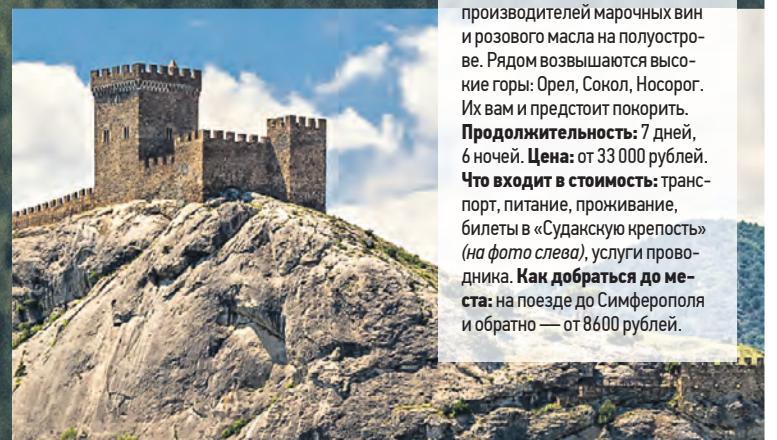 производителей марочных вин
и розового масла на полуостро-
ве. Рядом возвышаются высо-
кие горы: Орел, Сокол, Носорог.
Их вам и предстоит покорить.
Продолжительность: 7 дней,
6 ночей. Цена: от 33 000 рублей.
Что входит в стоимость: транс-
порт, питание, проживание,
билеты в «Судакскую крепость»
(на фото слева), услуги прово-
дника. Как добраться до ме-
ста: на поезде до Симферополя
и обратно — от 8600 рублей.